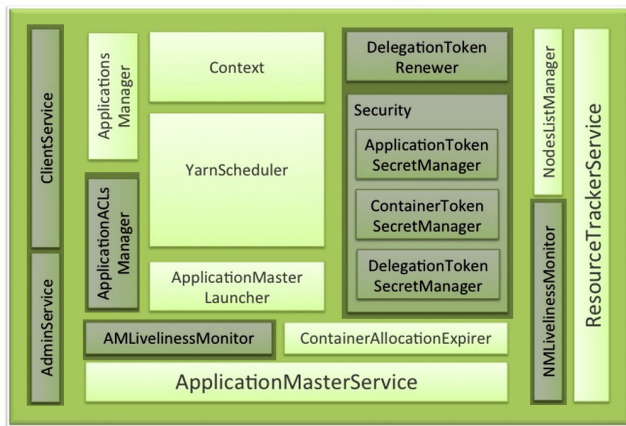 ClientService
AdminService
Applications
Manager
ApplicationACLs
Manager
Context
YarnScheduler
ApplicationMaster
Launcher
AMLivelinessMonitor
ContainerAllocationExpirer
ApplicationMasterService
DelegationToken
Renewer
Security
ApplicationToken
SecretManager
ContainerToken
SecretManager
DelegationToken
SecretManager
NodesListManager
NMLivelinessMonitor
ResourceTrackerService